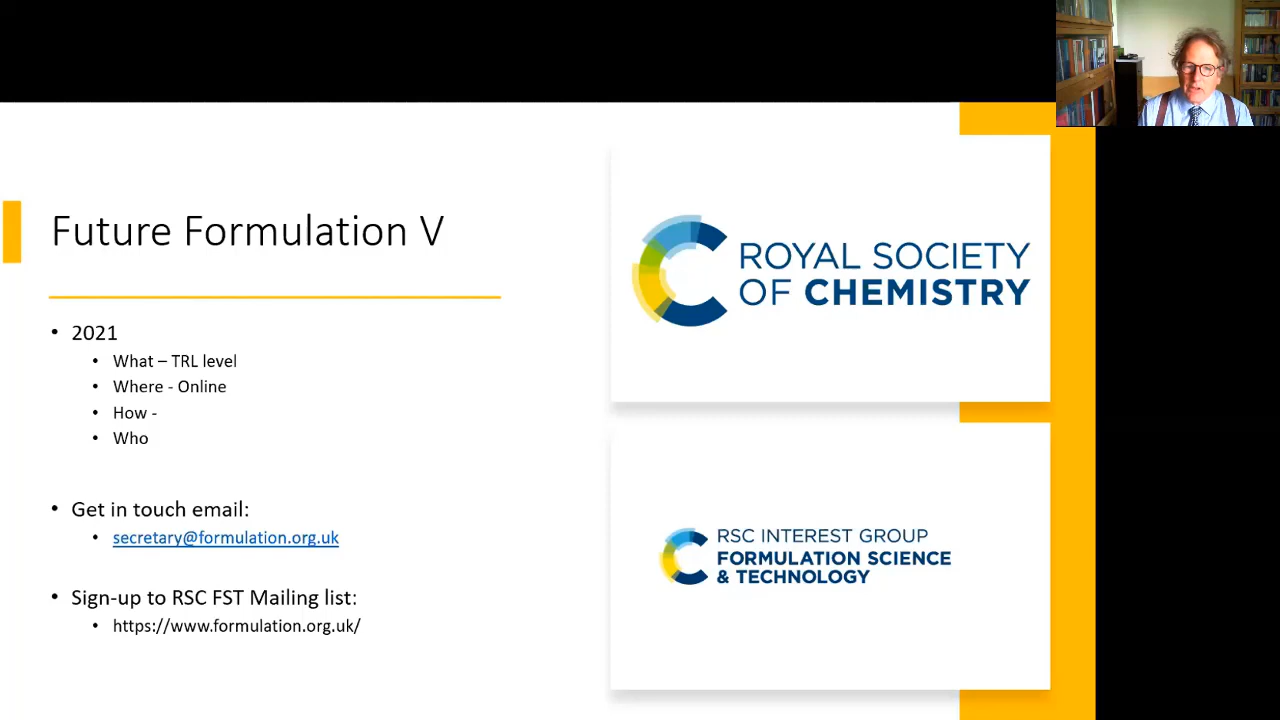 Future Formulation V
• 2021
• What – TRL level
• Where - Online
• How -
• Who
• Get in touch email:
• secretary@formulation.org.uk
• Sign-up to RSC FST Mailing list:
• https://www.formulation.org.uk/
ROYAL SOCIETY
OF CHEMISTRY
RSC INTEREST GROUP
FORMULATION SCIENCE
& TECHNOLOGY